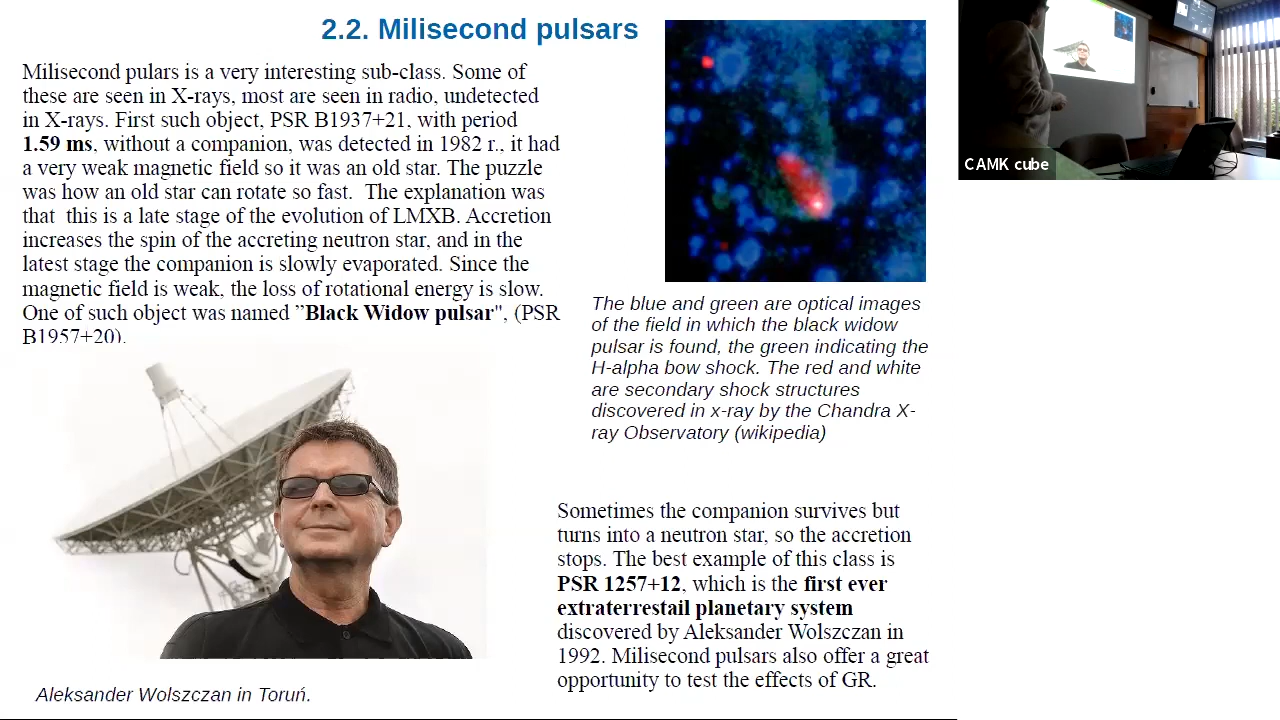 2.2. Milisecond pulsars
Milisecond pulars is a very interesting sub-class. Some of
these are seen in X-rays, most are seen in radio, undetected
in X-rays. First such object, PSR B1937+21, with period
1.59 ms, without a companion, was detected in 1982 r., it had
a very weak magnetic field so it was an old star. The puzzle
was how an old star can rotate so fast.  The explanation was
that  this is a late stage of the evolution of LMXB. Accretion
increases the spin of the accreting neutron star, and in the
latest stage the companion is slowly evaporated. Since the
magnetic field is weak, the loss of rotational energy is slow.
One of such object was named ”Black Widow pulsar", (PSR
B1957+20).
The blue and green are optical images
of the field in which the black widow
pulsar is found, the green indicating the
H-alpha bow shock. The red and white
are secondary shock structures
discovered in x-ray by the Chandra X-
ray Observatory (wikipedia)
Sometimes the companion survives but
turns into a neutron star, so the accretion
stops. The best example of this class is
PSR 1257+12, which is the first ever
extraterrestail planetary system
discovered by Aleksander Wolszczan in
1992. Milisecond pulsars also offer a great
opportunity to test the effects of GR.
Aleksander Wolszczan in Toruń.
CAMK cube